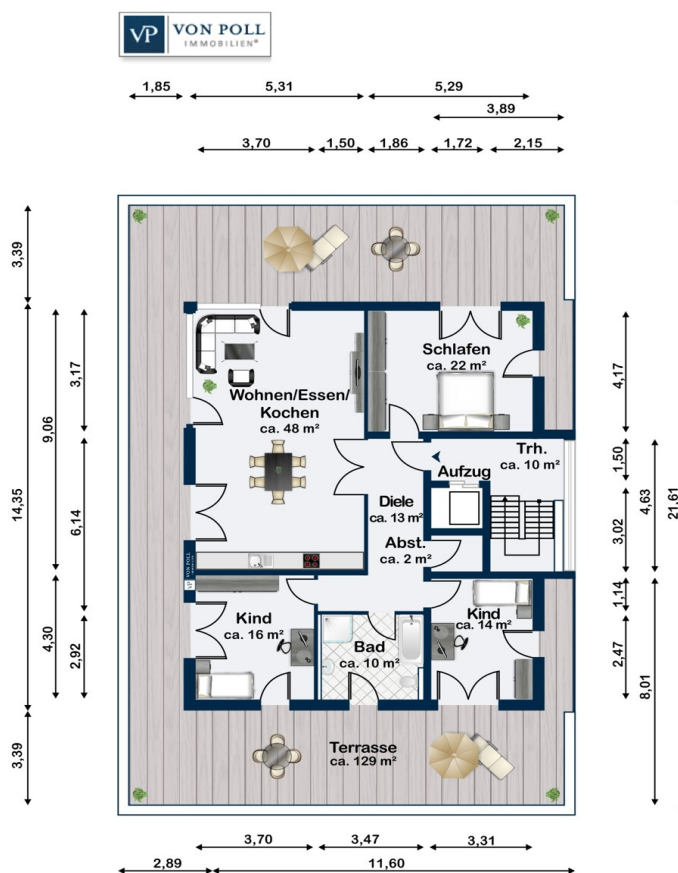 VP VON POLL
IMMOBILIEN®
1,85 5,31 5,29
3,89
3,70 1,50 1,86 1,72 2,15
3,39
14,35
3,39
9,06
4,30
3,17
6,14
2,92
Wohnen/Essen/
Kochen
ca. 48 m²
Schlafen
ca. 22 m²
Trh.
ca. 10 m²
Aufzug
Diele
ca. 13 m²
Abst.
ca. 2 m²
VP VON POLL
IMMOBILIEN
Kind
ca. 16 m²
Bad
ca. 10 m²
Kind
ca. 14 m²
Terrasse
ca. 129 m²
4,17
1,50
3,02
1,14
2,47
4,63
8,01
21,61
3,70 3,47 3,31
2,89 11,60